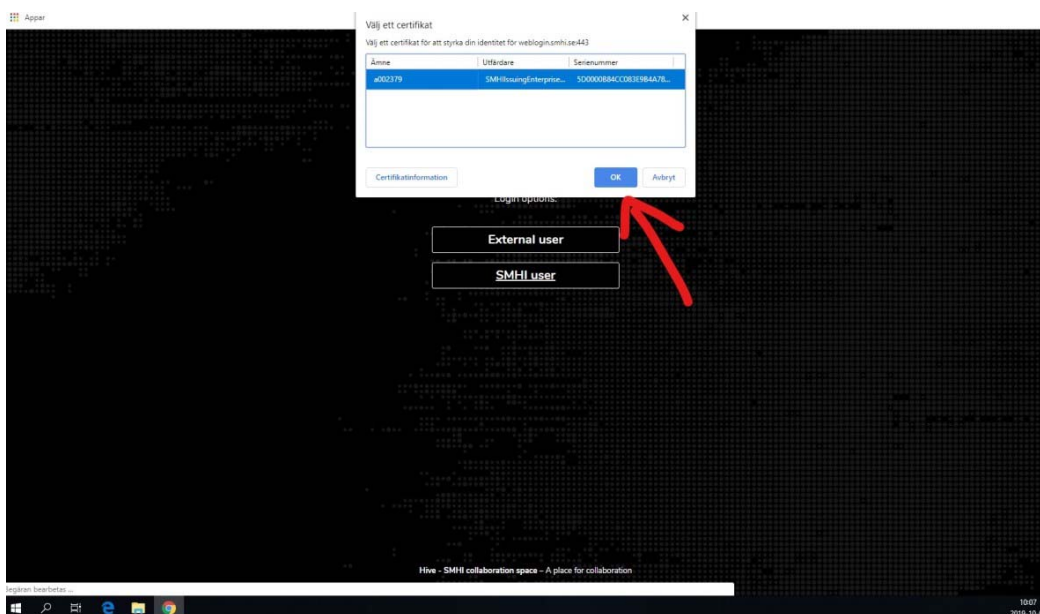 Appar
Välj ett certifikat
Välj ett certifikat för att styrka din identitet för weblogin.smhi.se:443
Ämne Utfärdare Serienummer
a002379 SMHIIssuingEnterprise... 5D0000B84CC083E9B4A78...
Certifikatinformation OK Avbryt
Login options:
External user
SMHI user
Hive - SMHI collaboration space – A place for collaboration
bearbetas ...
10:07